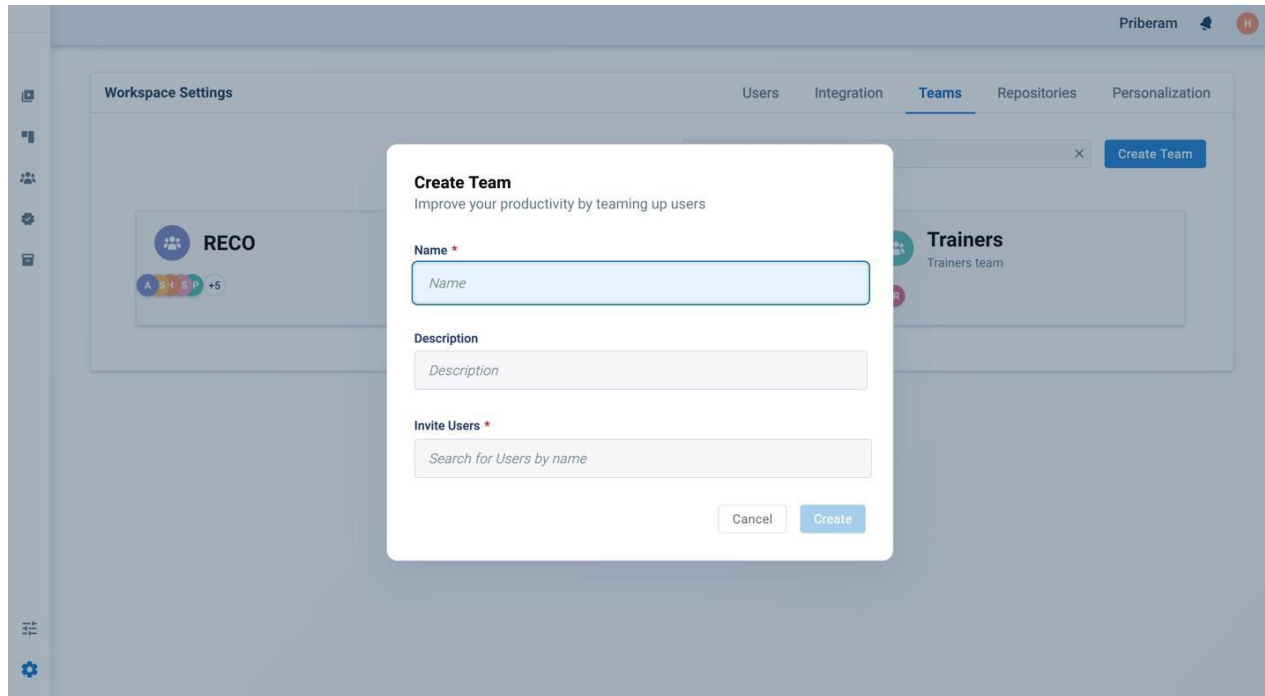 Priberam
H
Workspace Settings
Users
Integration
Teams
Repositories
Personalization
Create Team
Create Team
Improve your productivity by teaming up users
RECO
A S S P +5
Trainers
Trainers team
R
Name *
Name
Description
Description
Invite Users *
Search for Users by name
Cancel
Create